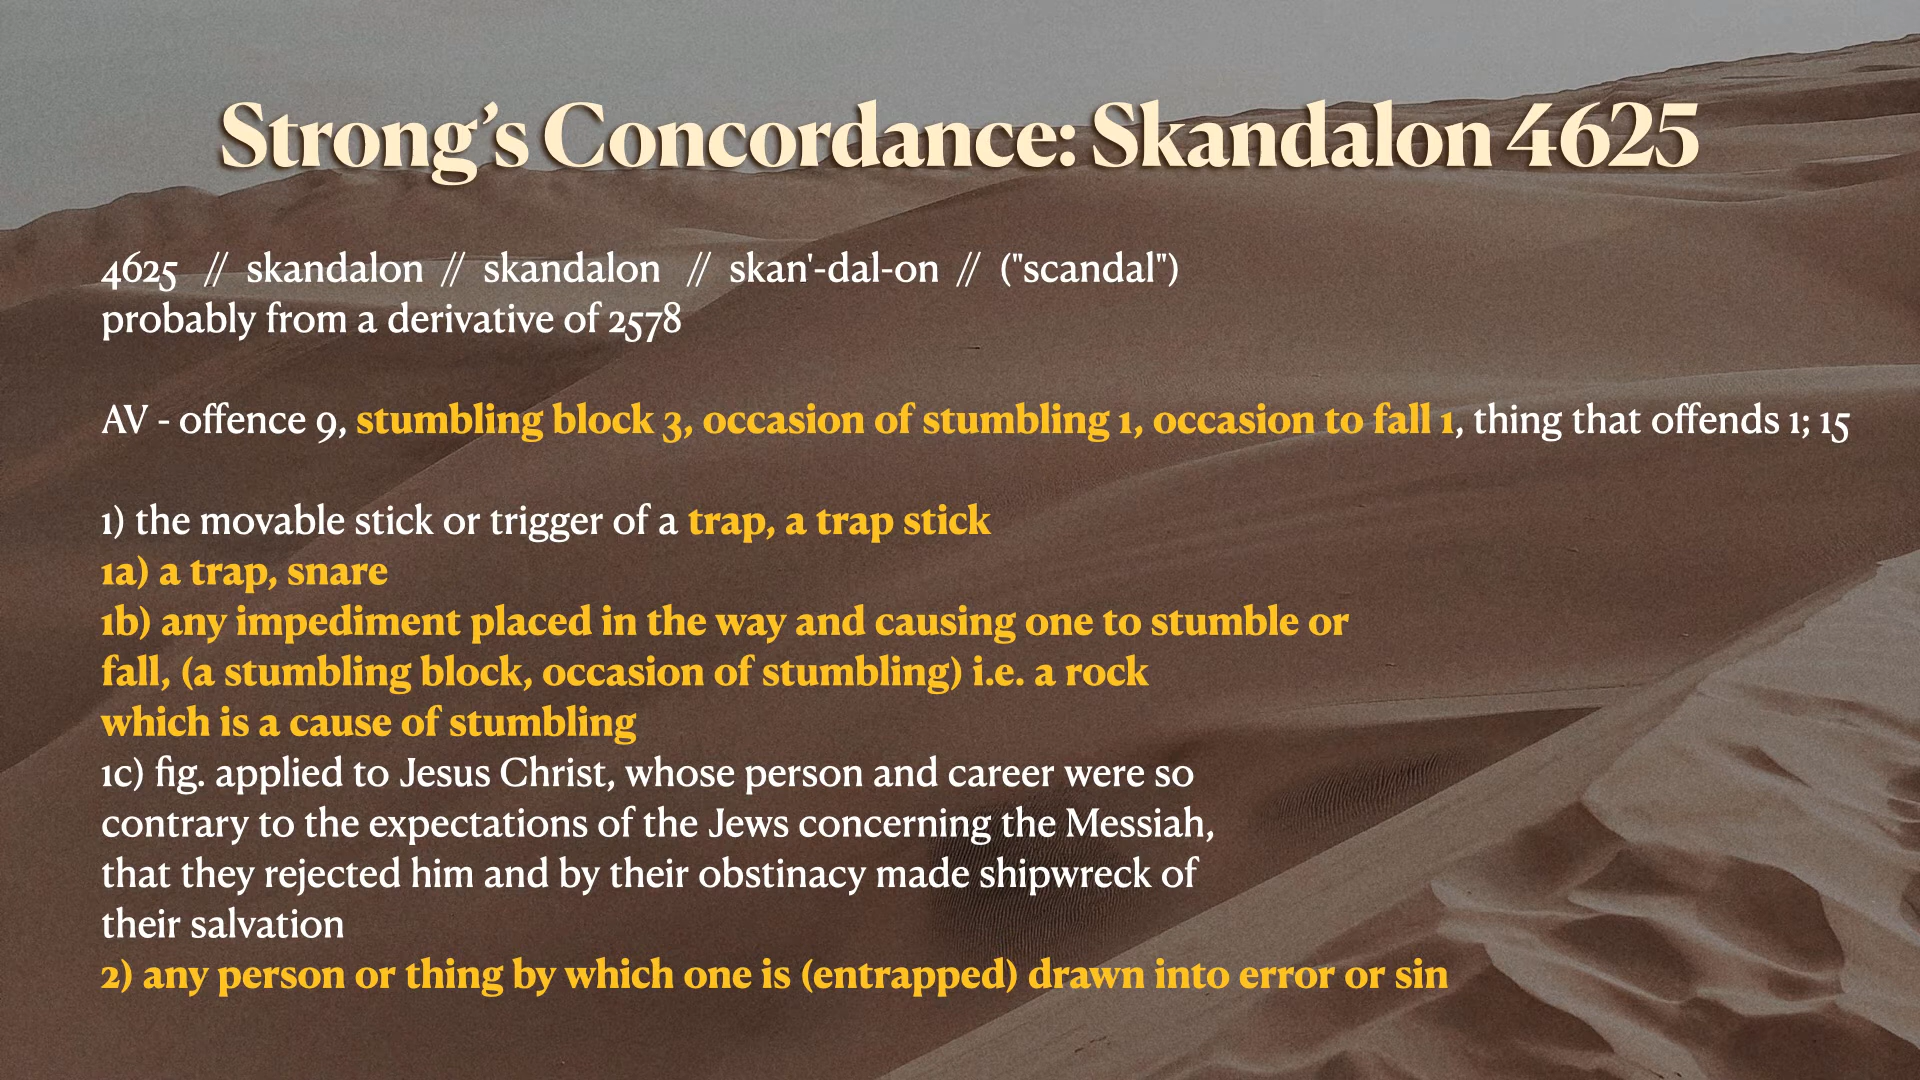 Strong’s Concordance: Skandalon 4625
4625 // skandalon // skandalon // skan'-dal-on // ("scandal")
probably from a derivative of 2578
AV - offence 9, stumbling block 3, occasion of stumbling 1, occasion to fall 1, thing that offends 1; 15
1) the movable stick or trigger of a trap, a trap stick
1a) a trap, snare
1b) any impediment placed in the way and causing one to stumble or
fall, (a stumbling block, occasion of stumbling) i.e. a rock
which is a cause of stumbling
1c) fig. applied to Jesus Christ, whose person and career were so
contrary to the expectations of the Jews concerning the Messiah,
that they rejected him and by their obstinacy made shipwreck of
their salvation
2) any person or thing by which one is (entrapped) drawn into error or sin